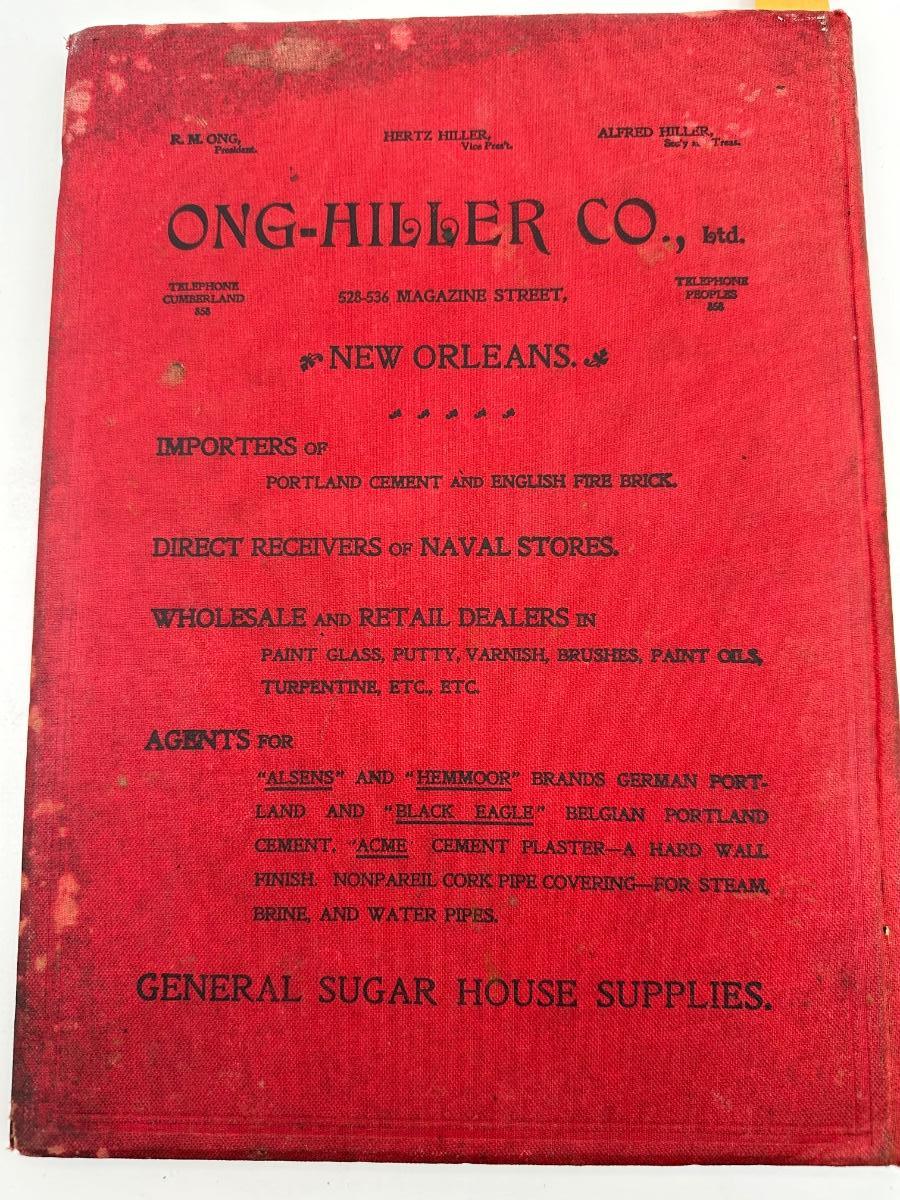 R. M. ONG,
President.
HERTZ HILLER,
Vice Pres't.
ALFRED HILLER,
Sec'y Treas.
ONG-HILLER CO., Ltd.
TELEPHONE
CUMBERLAND
858
528-536 MAGAZINE STREET,
TELEPHONE
PEOPLES
858
NEW ORLEANS.
IMPORTERS OF
PORTLAND CEMENT AND ENGLISH FIRE BRICK.
DIRECT RECEIVERS OF NAVAL STORES.
WHOLESALE AND RETAIL DEALERS IN
PAINT GLASS, PUTTY, VARNISH, BRUSHES, PAINT OILS,
TURPENTINE, ETC., ETC.
AGENTS FOR
"ALSENS" AND "HEMMOOR" BRANDS GERMAN PORT-
LAND AND "BLACK EAGLE" BELGIAN PORTLAND
CEMENT. "ACME CEMENT PLASTER—A HARD WALL
FINISH. NONPAREIL CORK PIPE COVERING—FOR STEAM,
BRINE, AND WATER PIPES.
GENERAL SUGAR HOUSE SUPPLIES.